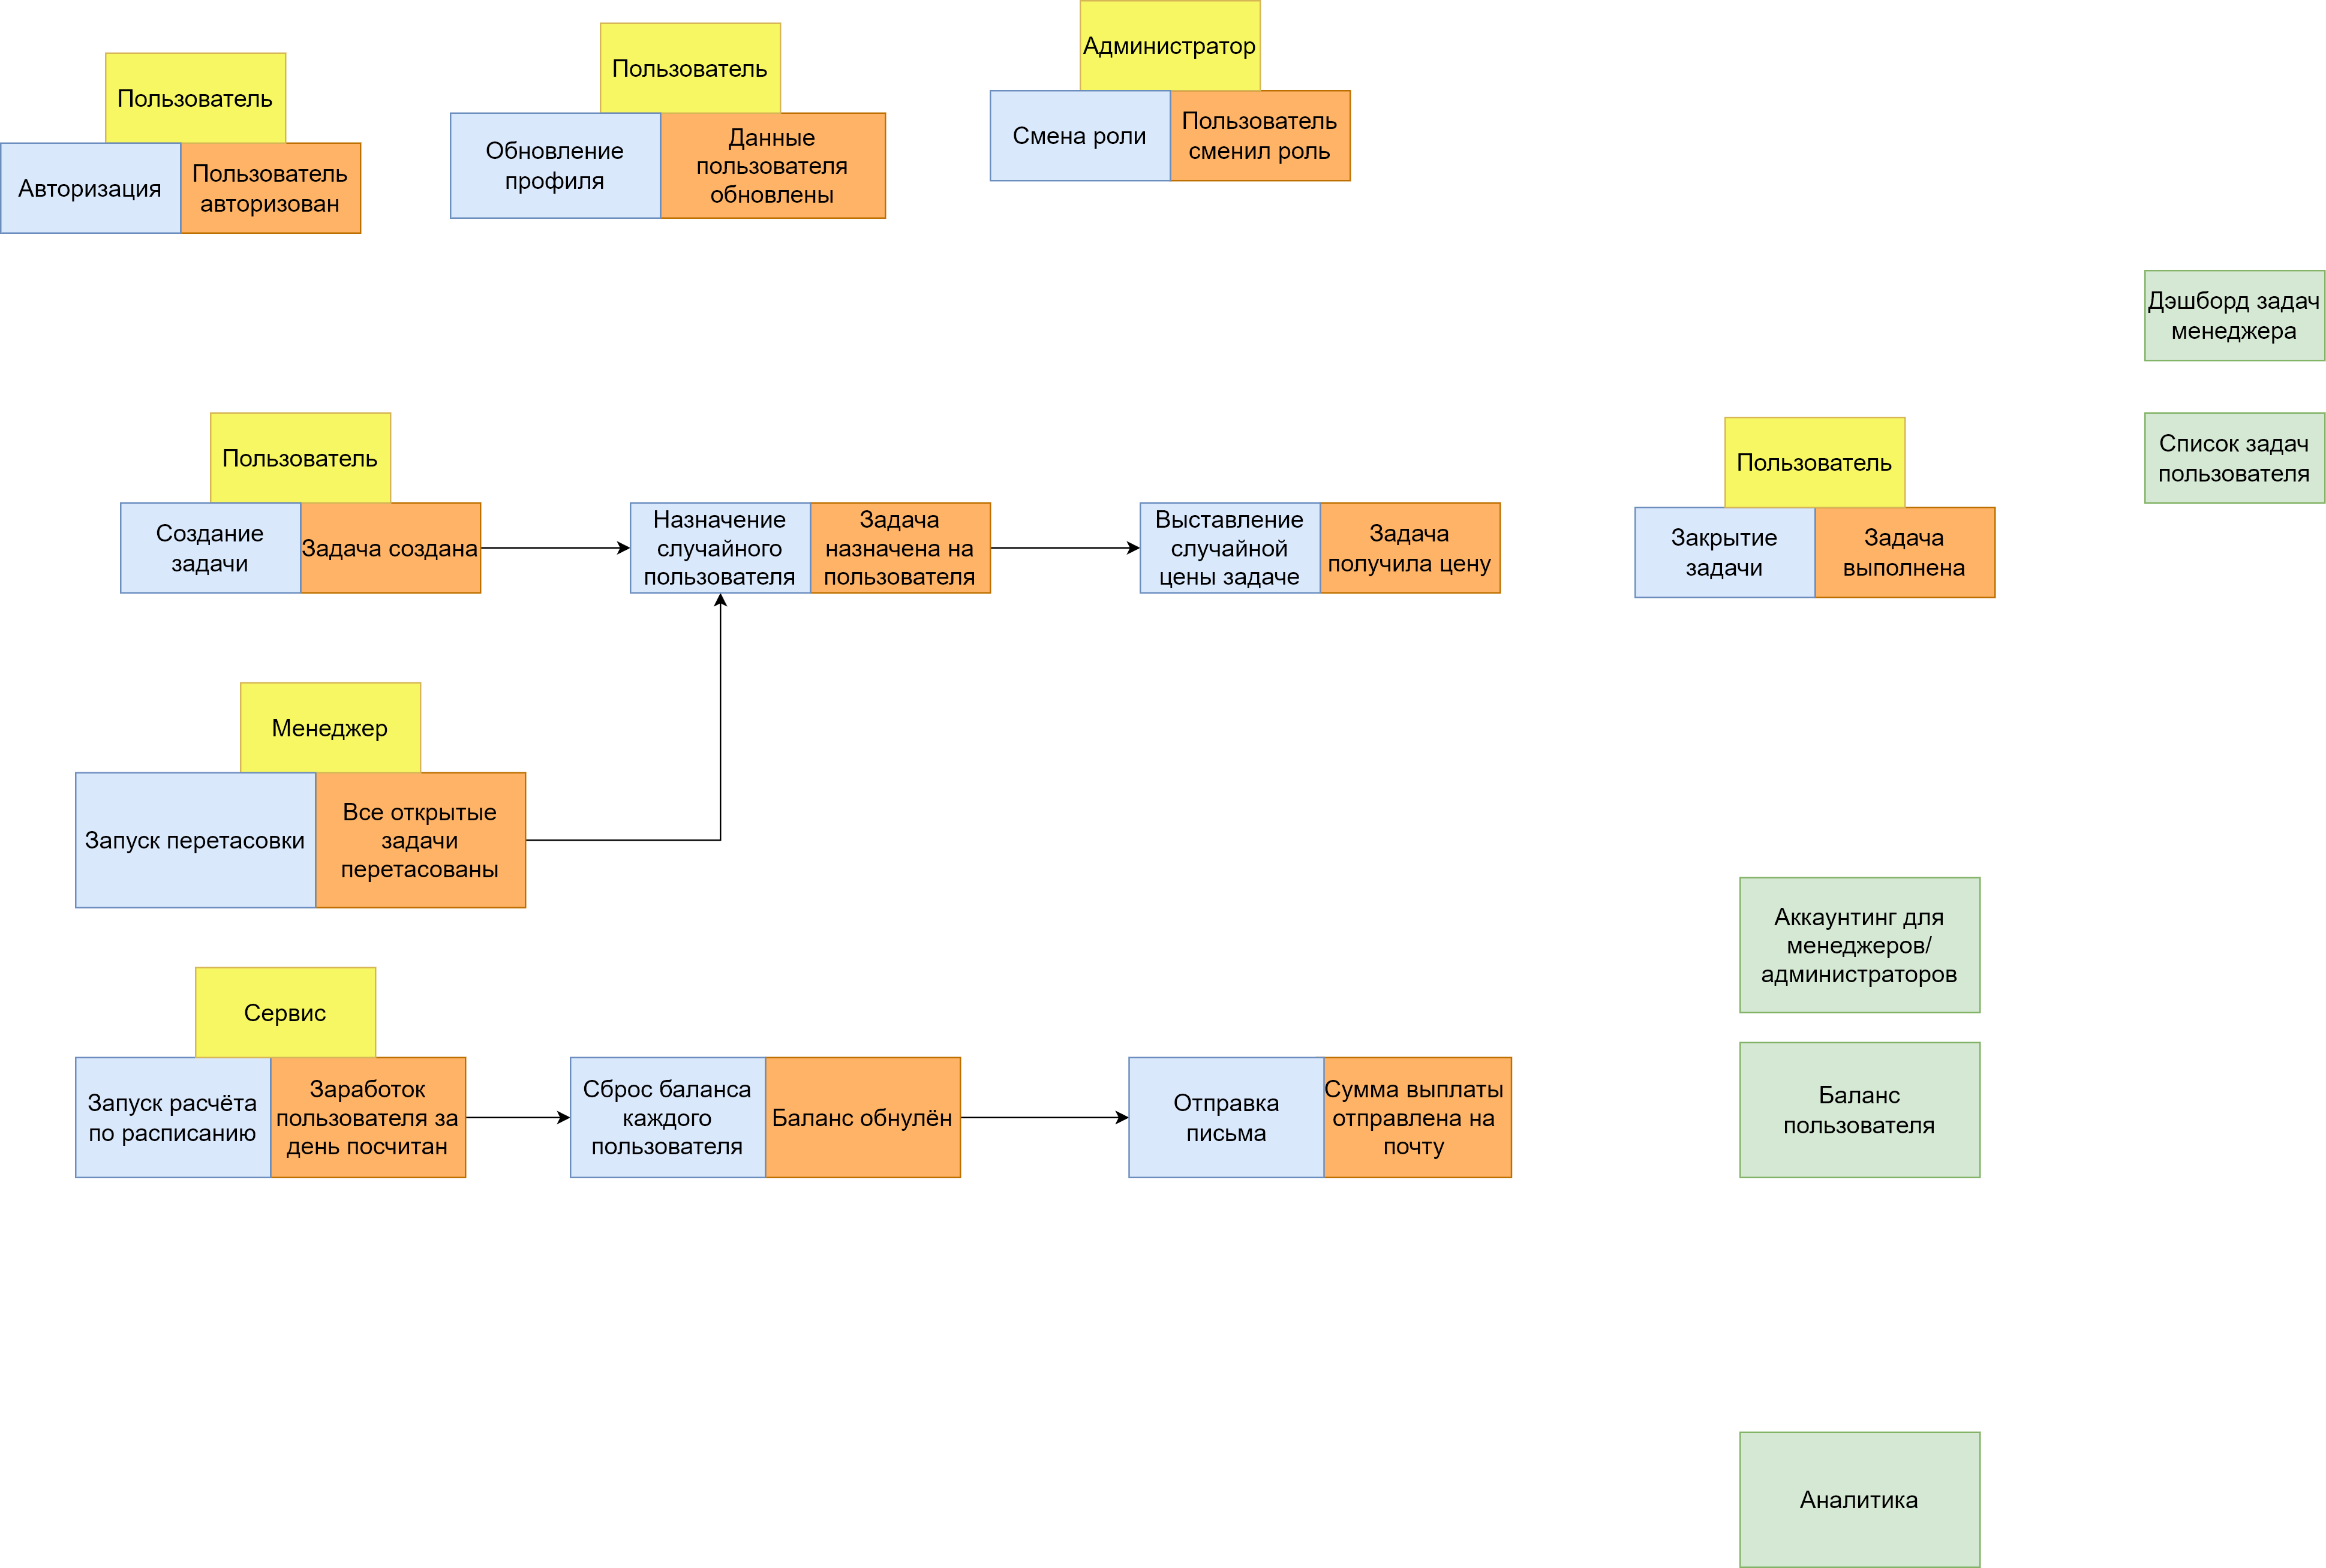 Администратор
Пользователь
Пользователь
Смена роли
Пользователь
сменил роль
Обновление
профиля
Данные
пользователя
обновлены
Авторизация
Пользователь
авторизован
Дэшборд задач
менеджера
Пользователь
Пользователь
Список задач
пользователя
Создание
задачи
Задача создана
Назначение
случайного
пользователя
Задача
назначена на
пользователя
Выставление
случайной
цены задаче
Задача
получила цену
Закрытие
задачи
Задача
выполнена
Менеджер
Запуск перетасовки
Все открытые
задачи
перетасованы
Аккаунтинг для
менеджеров/
администраторов
Сервис
Запуск расчёта
по расписанию
Заработок
пользователя за
день посчитан
Сброс баланса
каждого
пользователя
Баланс обнулён
Отправка
письма
Сумма выплаты
отправлена на
почту
Баланс
пользователя
Аналитика